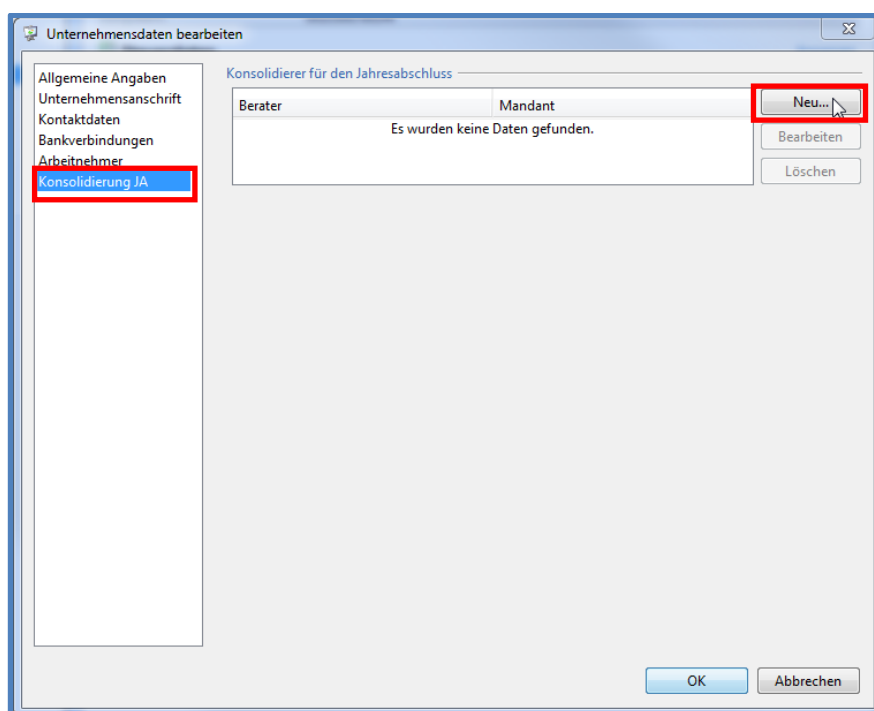 Unternehmensdaten bearbeiten
Allgemeine Angaben
Unternehmensanschrift
Kontaktdaten
Bankverbindungen
Arbeitnehmer
Konsolidierung JA
Konsolidierer für den Jahresabschluss
Berater Mandant
Es wurden keine Daten gefunden.
Neu...
Bearbeiten
Löschen
OK Abbrechen